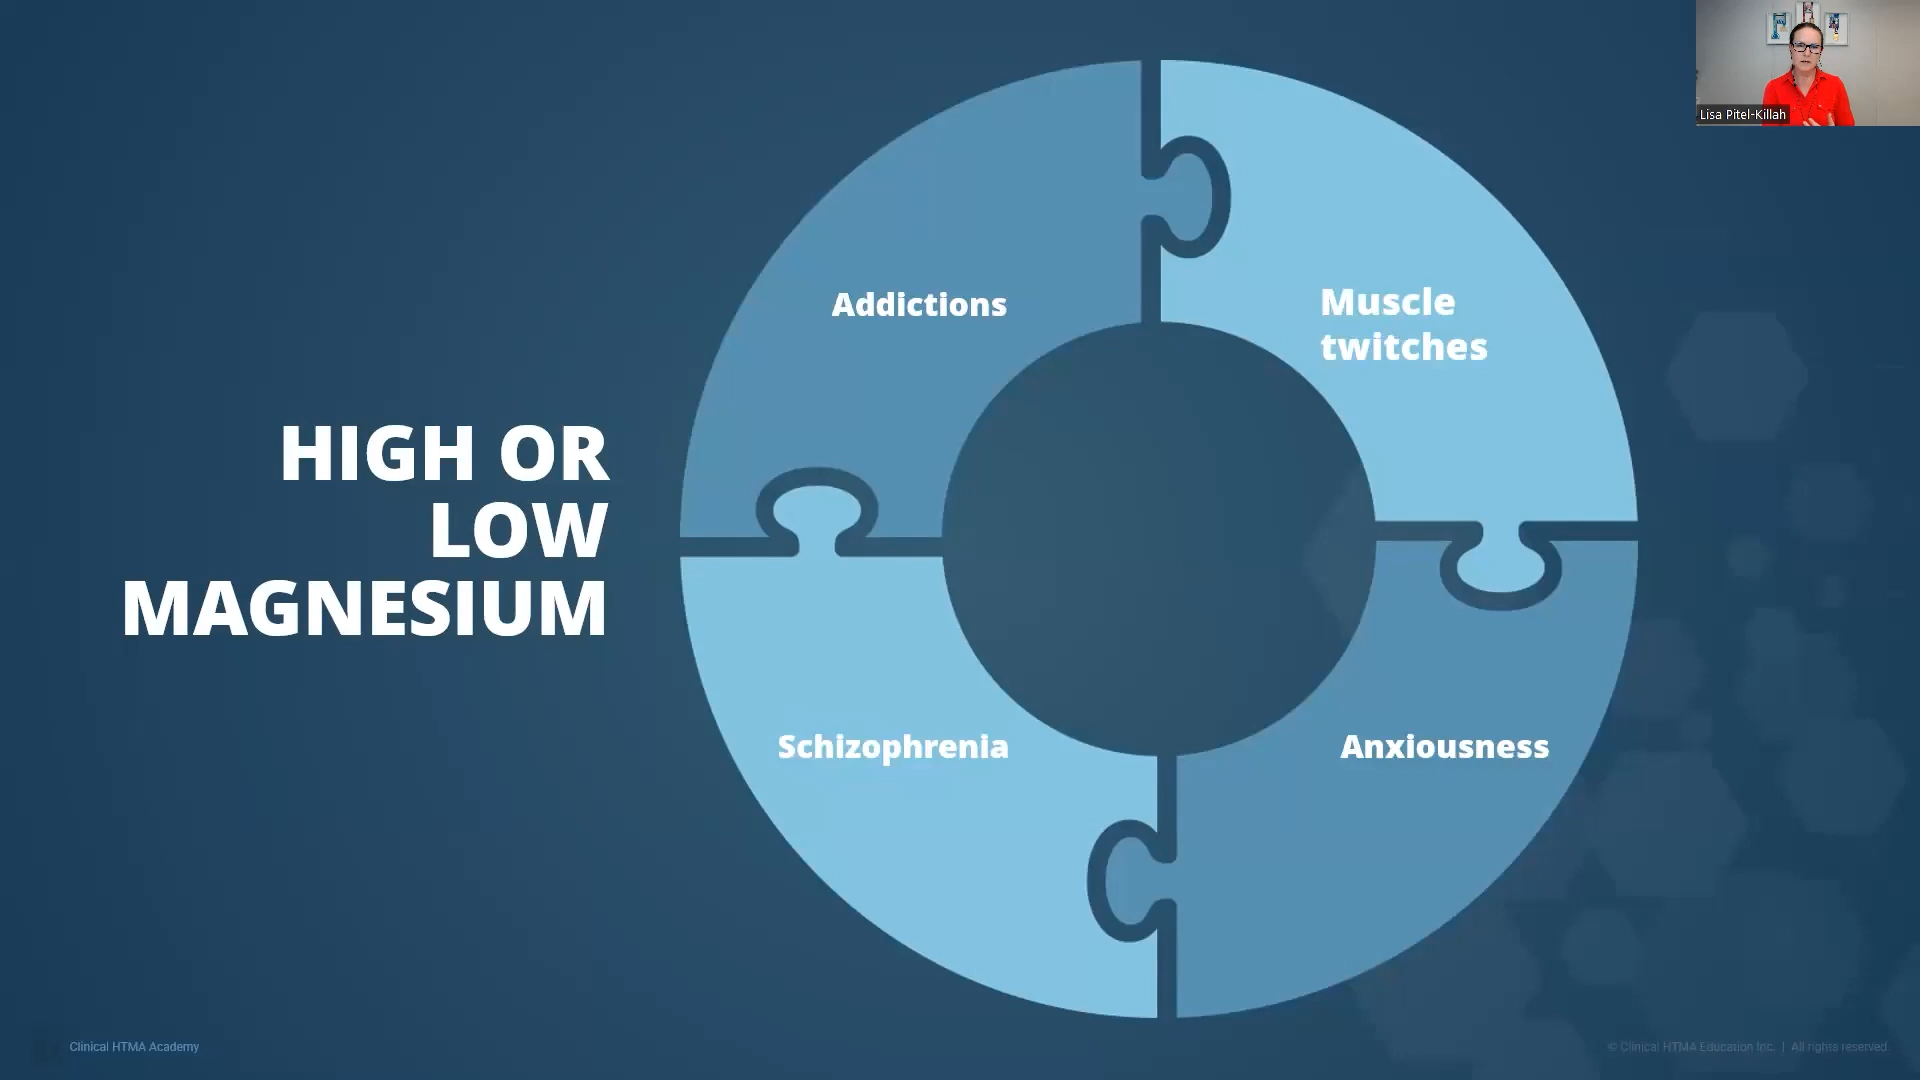 Lisa Pitel-Killah
Addictions
Muscle
twitches
HIGH OR
LOW
MAGNESIUM
Schizophrenia
Anxiousness
Clinical HTMA Academy
© Clinical HTMA Education Inc. | All rights reserved